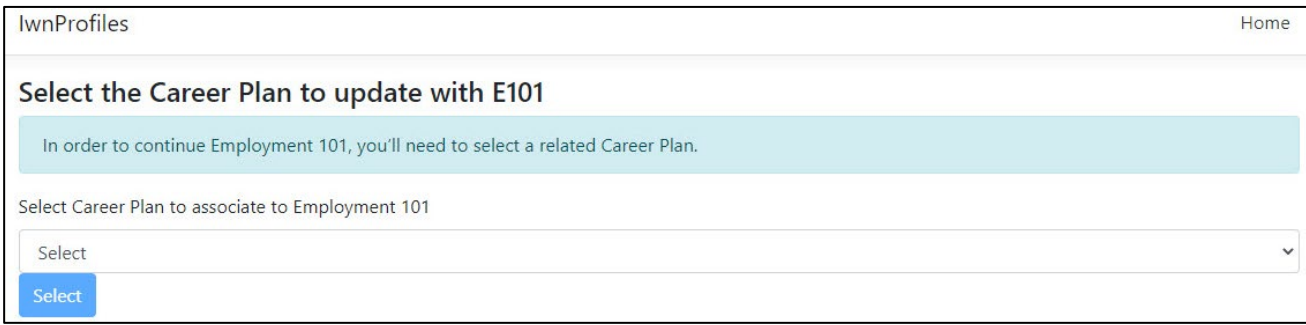 IwnProfiles
Home
Select the Career Plan to update with E101
In order to continue Employment 101, you'll need to select a related Career Plan.
Select Career Plan to associate to Employment 101
Select
Select